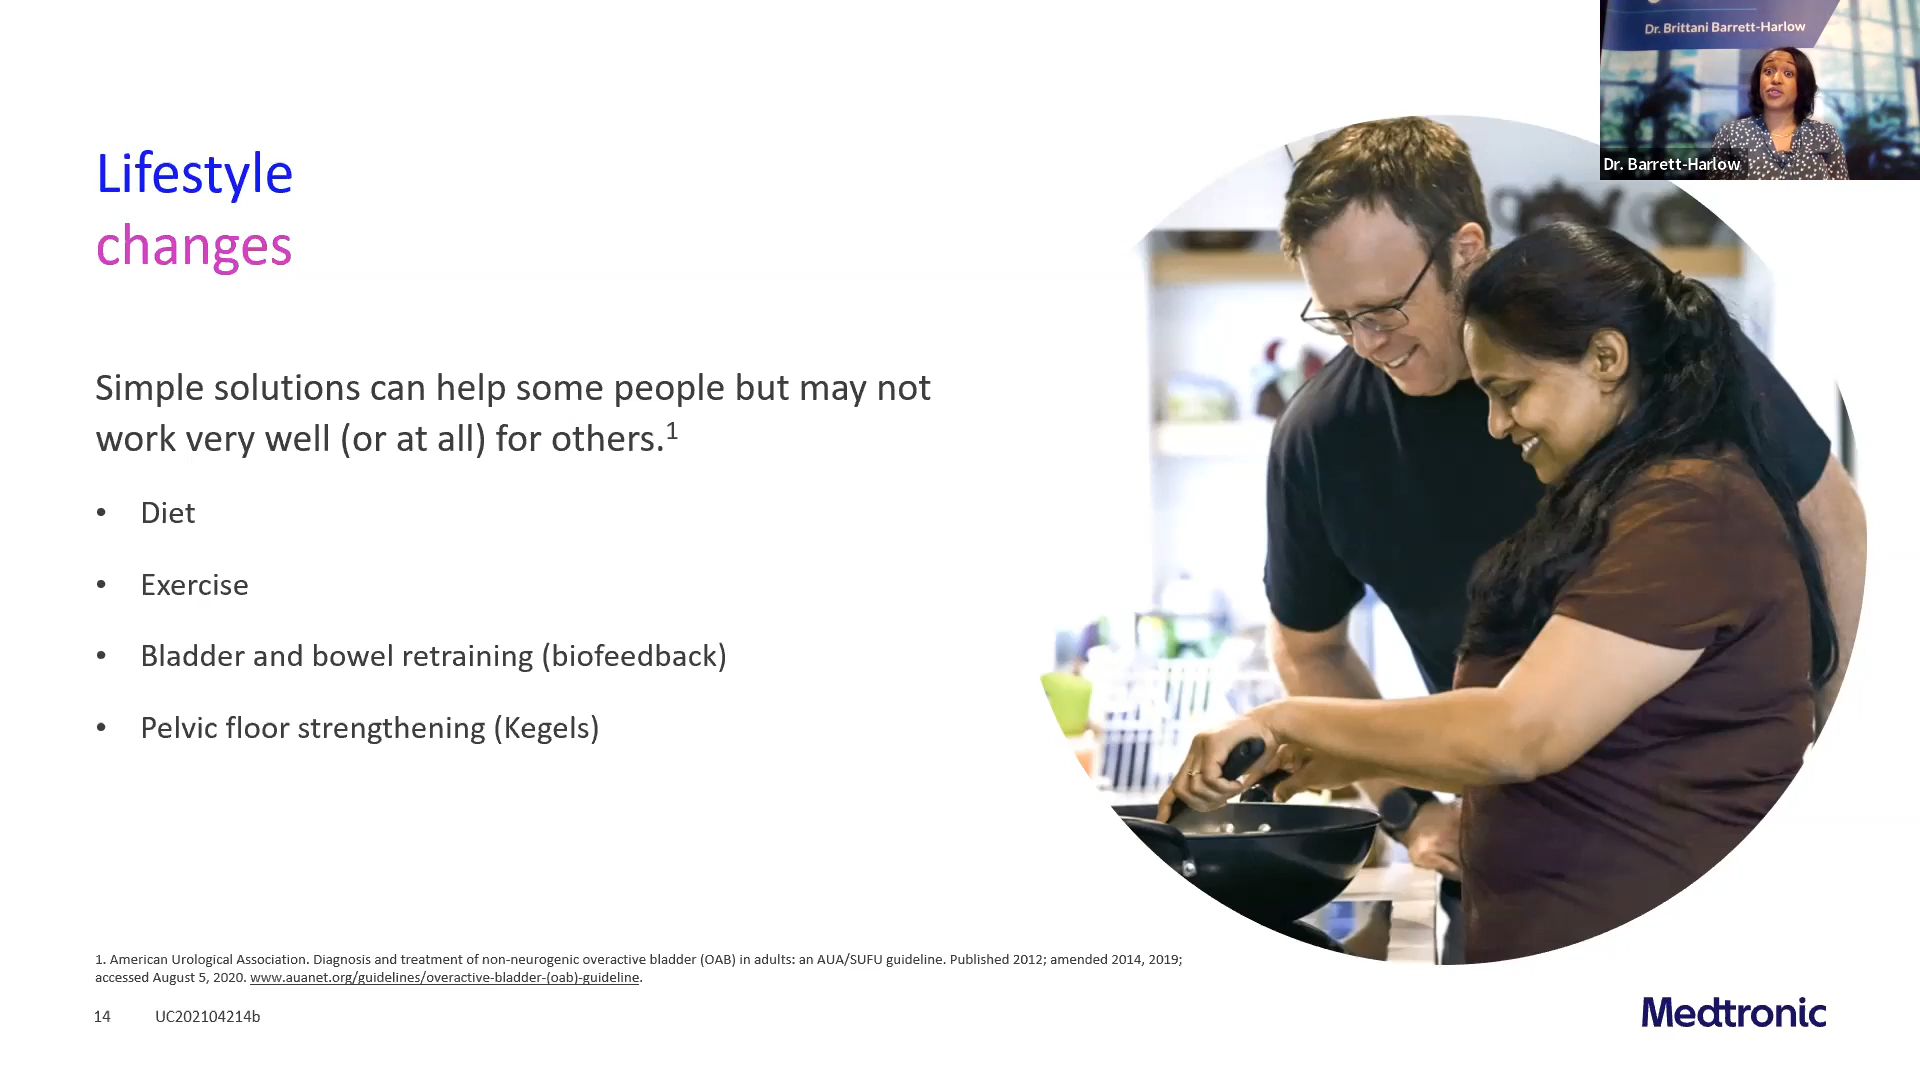 Dr. Brittani Barrett-Harlow
Dr. Barrett-Harlow
Lifestyle
changes
Simple solutions can help some people but may not
work very well (or at all) for others.1
• Diet
• Exercise
• Bladder and bowel retraining (biofeedback)
• Pelvic floor strengthening (Kegels)
1. American Urological Association. Diagnosis and treatment of non-neurogenic overactive bladder (OAB) in adults: an AUA/SUFU guideline. Published 2012; amended 2014, 2019;
accessed August 5, 2020. www.auanet.org/guidelines/overactive-bladder-(oab)-guideline.
14 UC202104214b
Medtronic